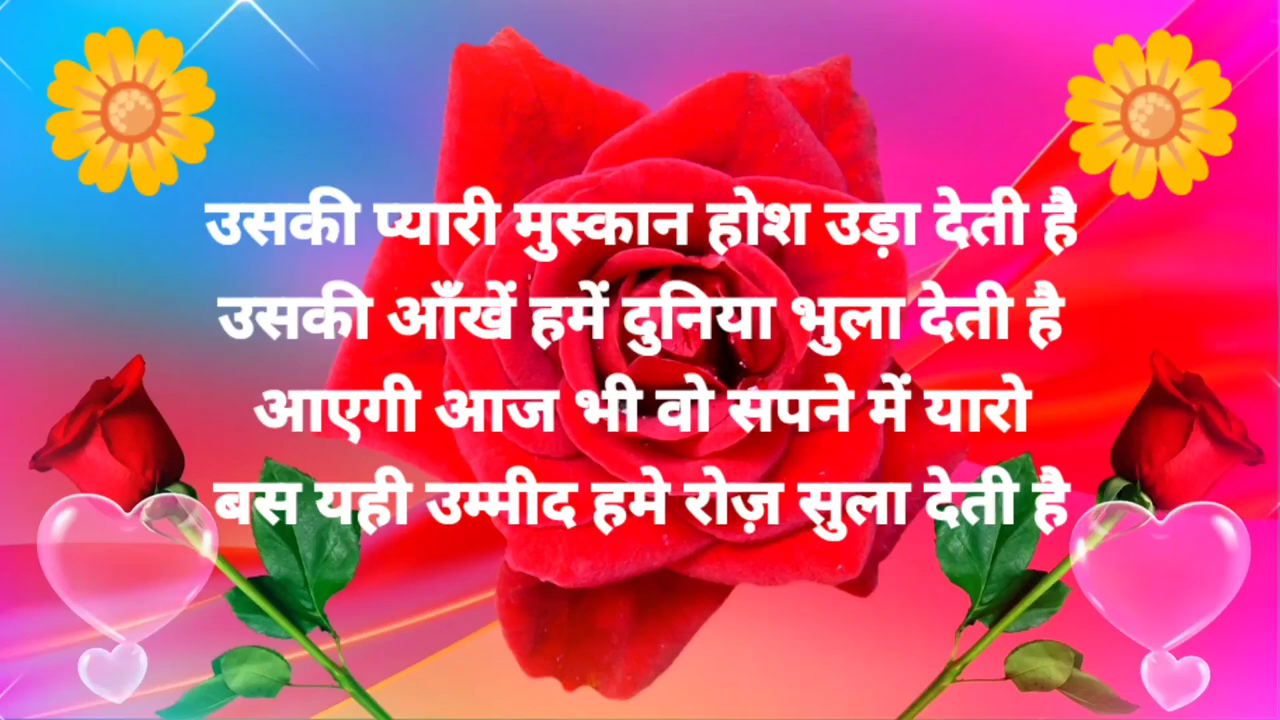 उसकी प्यारी मुस्कान होश उड़ा देती है
उसकी आँखें हमें दुनिया भुला देती है
आएगी आज भी वो सपने में यारो
बस यही उम्मीद हमे रोज़ सुला देती है